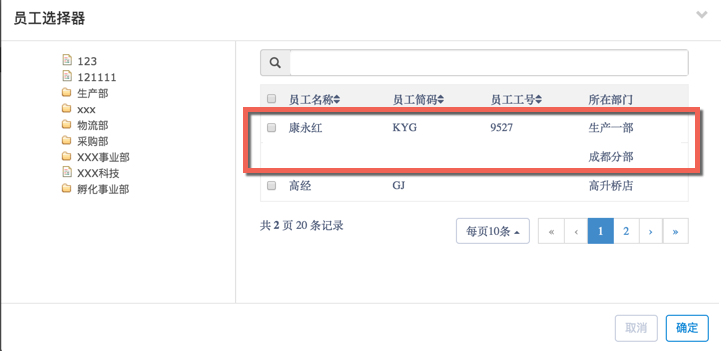 员工选择器
123
121111
生产部
xxx
物流部
采购部
XXX事业部
XXX科技
孵化事业部
员工名称 员工简码 员工工号 所在部门
康永红 KYG 9527 生产一部
成都分部
高经 GJ 高升桥店
共 2 页 20 条记录
每页10条
« ‹ 1 2 › »
取消 确定